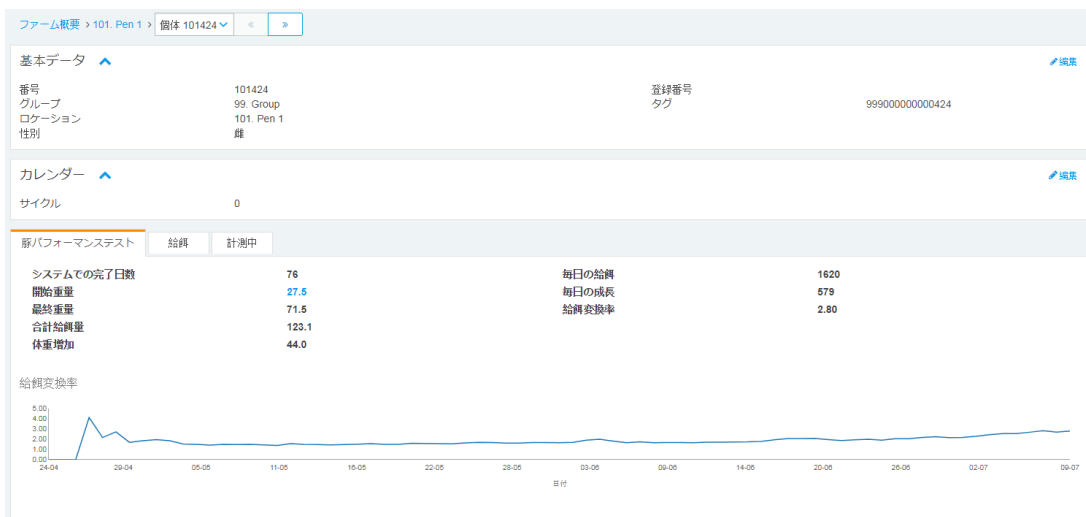 ファーム概要 › 101. Pen 1 › 個体 101424 « »
基本データ
編集
番号 101424 登録番号
グループ 99. Group タグ 999000000000424
ロケーション 101. Pen 1
性別 雌
カレンダー
編集
サイクル 0
豚パフォーマンステスト 給餌 計測中
システムでの完了日数 76 毎日の給餌 1620
開始重量 27.5 毎日の成長 579
最終重量 71.5 給餌変換率 2.80
合計給餌量 123.1
体重増加 44.0
給餌変換率
5.00
4.00
3.00
2.00
1.00
0.00
24-04 29-04 05-05 11-05 16-05 22-05 28-05 03-06 09-06 14-06 20-06 26-06 02-07 09-07
日付